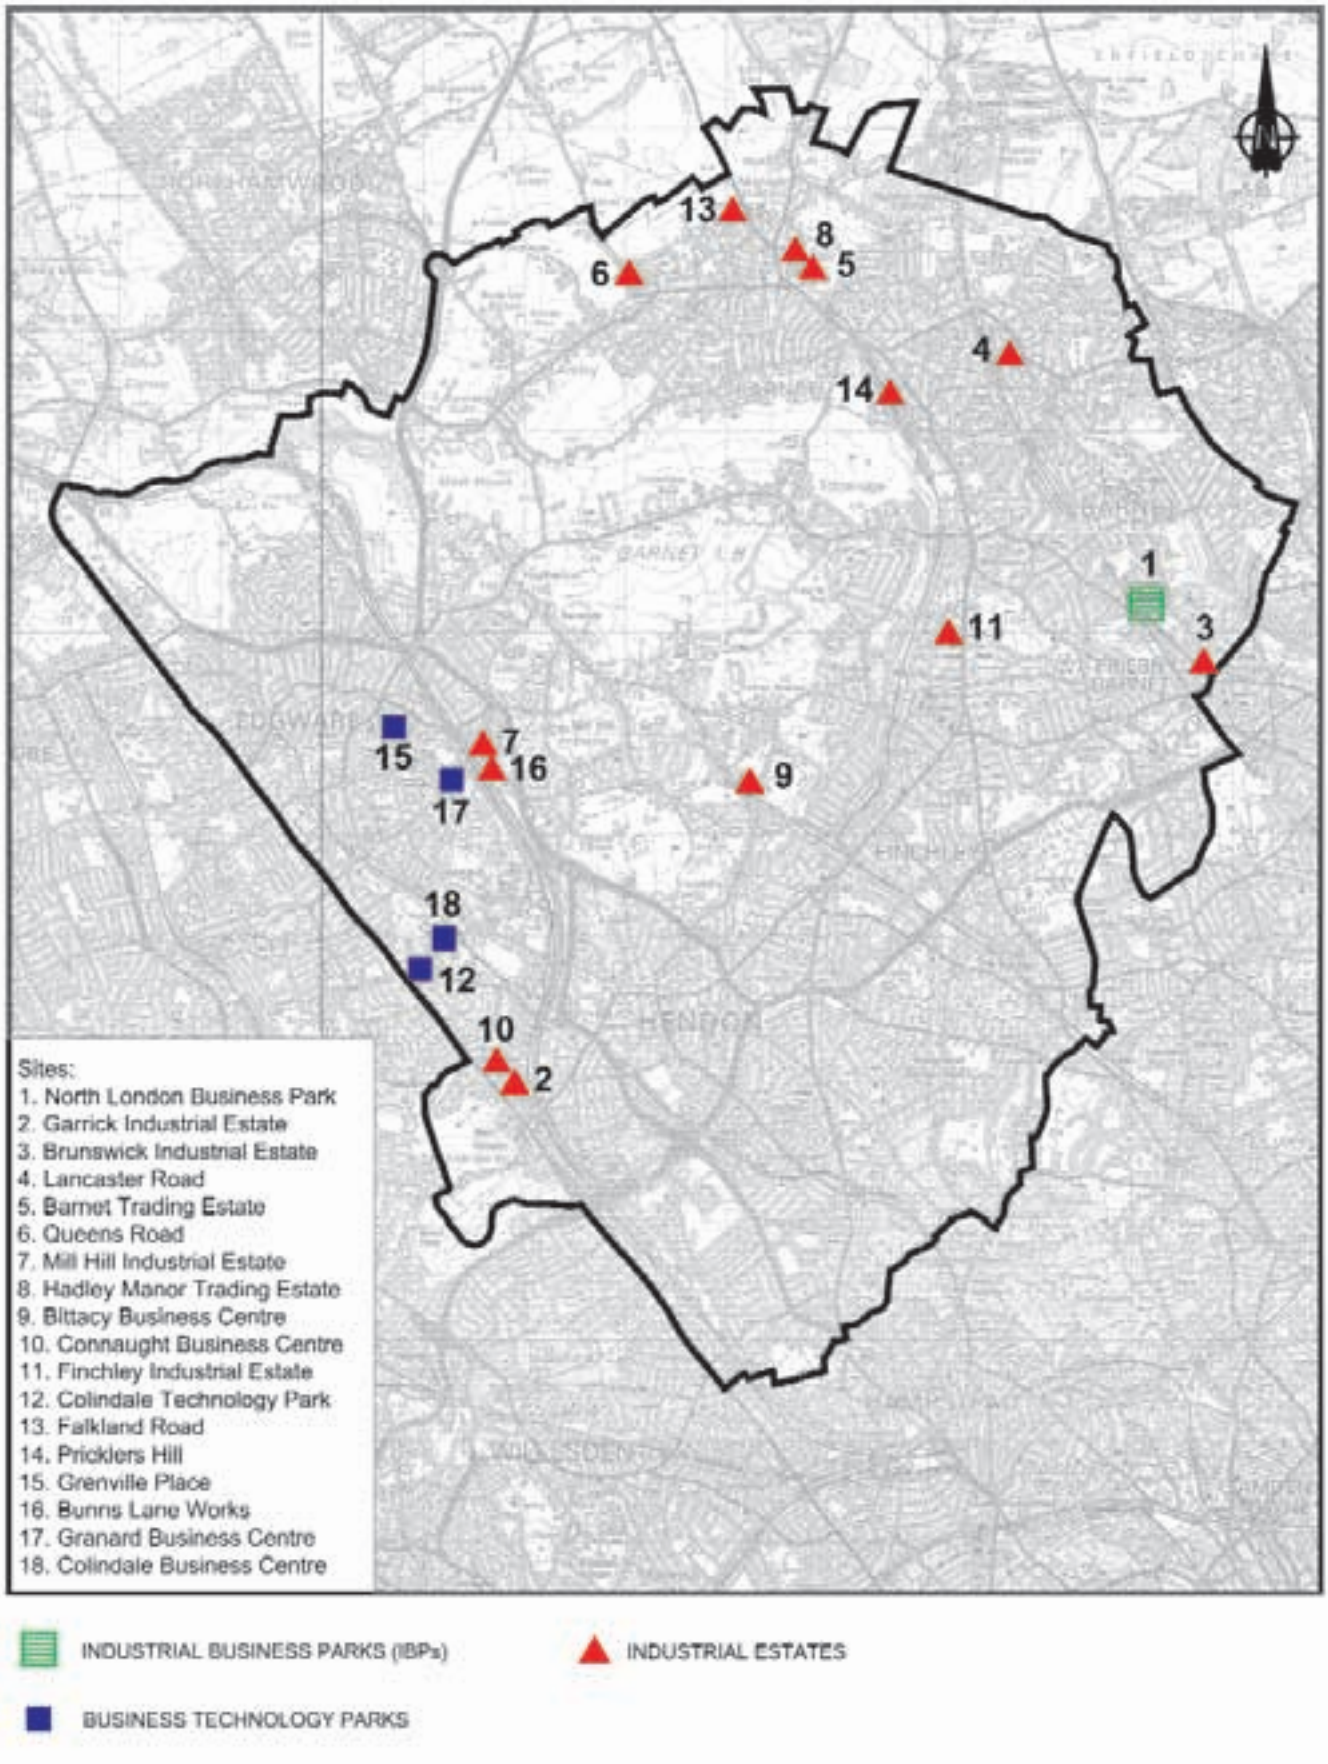 N
13
8
6
5
4
14
1
11
3
15
7
16
17
9
18
12
10
2
EDGWARE
BARNET L B
FINCHLEY
HENDON
WILLESDEN
Sites:
1. North London Business Park
2. Garrick Industrial Estate
3. Brunswick Industrial Estate
4. Lancaster Road
5. Barnet Trading Estate
6. Queens Road
7. Mill Hill Industrial Estate
8. Hadley Manor Trading Estate
9. Bittacy Business Centre
10. Connaught Business Centre
11. Finchley Industrial Estate
12. Colindale Technology Park
13. Falkland Road
14. Pricklers Hill
15. Grenville Place
16. Bunns Lane Works
17. Granard Business Centre
18. Colindale Business Centre
INDUSTRIAL BUSINESS PARKS (IBPs)
INDUSTRIAL ESTATES
BUSINESS TECHNOLOGY PARKS